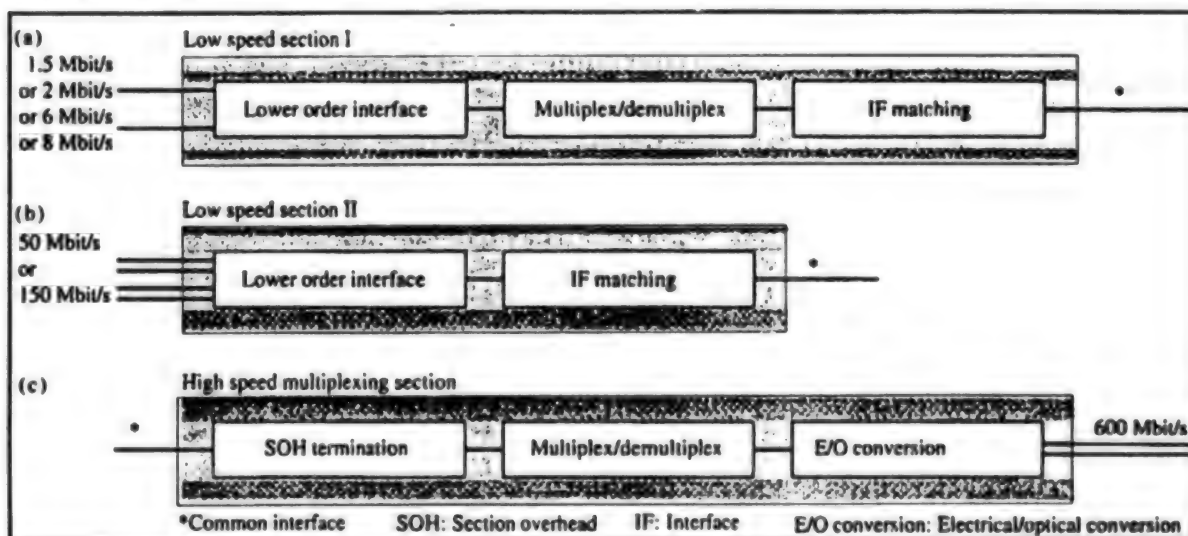 (a)
Low speed section I
1.5 Mbit/s
or 2 Mbit/s
or 6 Mbit/s
or 8 Mbit/s
Lower order interface
Multiplex/demultiplex
IF matching
*
(b)
Low speed section II
50 Mbit/s
or
150 Mbit/s
Lower order interface
IF matching
*
(c)
High speed multiplexing section
*
SOH termination
Multiplex/demultiplex
E/O conversion
600 Mbit/s
*Common interface SOH: Section overhead IF: Interface E/O conversion: Electrical/optical conversion